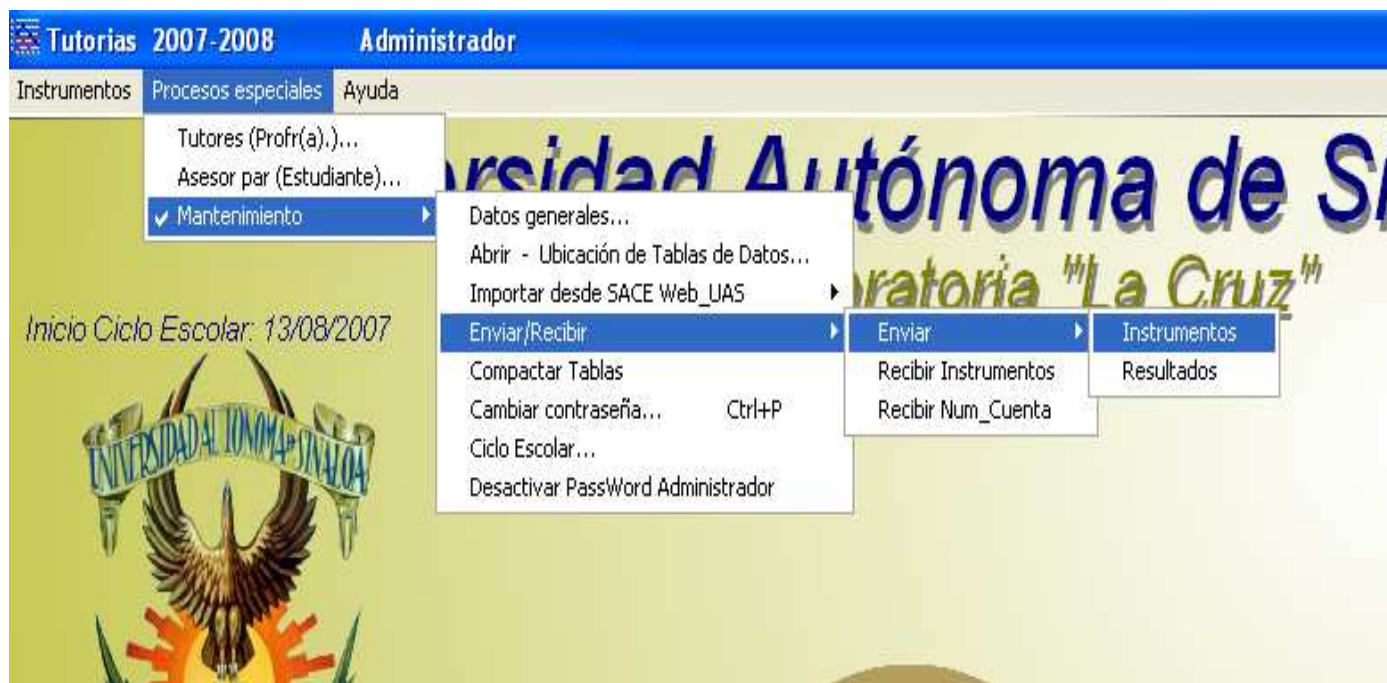 Tutorias 2007-2008 Administrador
Instrumentos Procesos especiales Ayuda
Tutores (Profr(a).)...
Asesor par (Estudiante)...
Mantenimiento
Autónoma de
"La Cruz"
Inicio Ciclo Escolar: 13/08/2007
Datos generales...
Abrir - Ubicación de Tablas de Datos...
Importar desde SACE Web_UAS
Enviar/Recibir
Compactar Tablas
Cambiar contraseña... Ctrl+P
Ciclo Escolar...
Desactivar PassWord Administrador
Enviar
Recibir Instrumentos
Recibir Num_Cuenta
Instrumentos
Resultados
UNIVERSIDAD AUTONOMA DE SINALOA